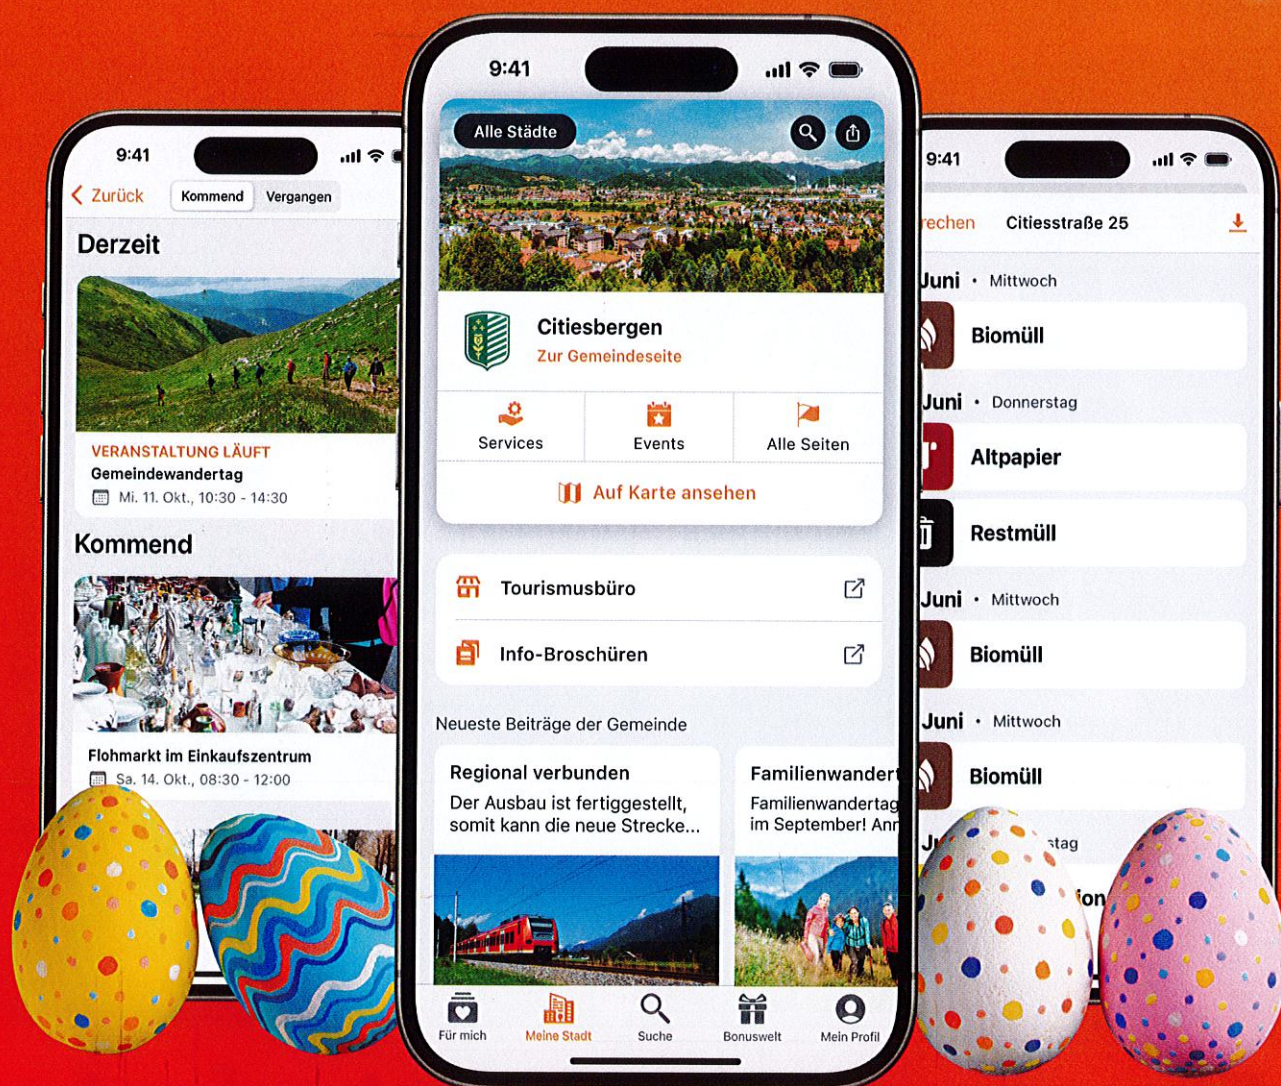 9:41
Zurück
Kommend
Vergangen
Derzeit
VERANSTALTUNG LÄUFT
Gemeindewandertag
Mi. 11. Okt., 10:30 - 14:30
Kommend
Flohmarkt im Einkaufszentrum
Sa. 14. Okt., 08:30 - 12:00
9:41
Alle Städte
Citiesbergen
Zur Gemeindeseite
Services
Events
Alle Seiten
Auf Karte ansehen
Tourismusbüro
Info-Broschüren
Neueste Beiträge der Gemeinde
Regional verbunden
Der Ausbau ist fertiggestellt,
somit kann die neue Strecke...
Familienwandert
Familienwandertag
im September! Anr
Für mich
Meine Stadt
Suche
Bonuswelt
Mein Profil
9:41
rechen
Citiesstraße 25
Juni • Mittwoch
Biomüll
Juni • Donnerstag
Altpapier
Restmüll
Juni • Mittwoch
Biomüll
Juni • Mittwoch
Biomüll
Ju
stag
ion